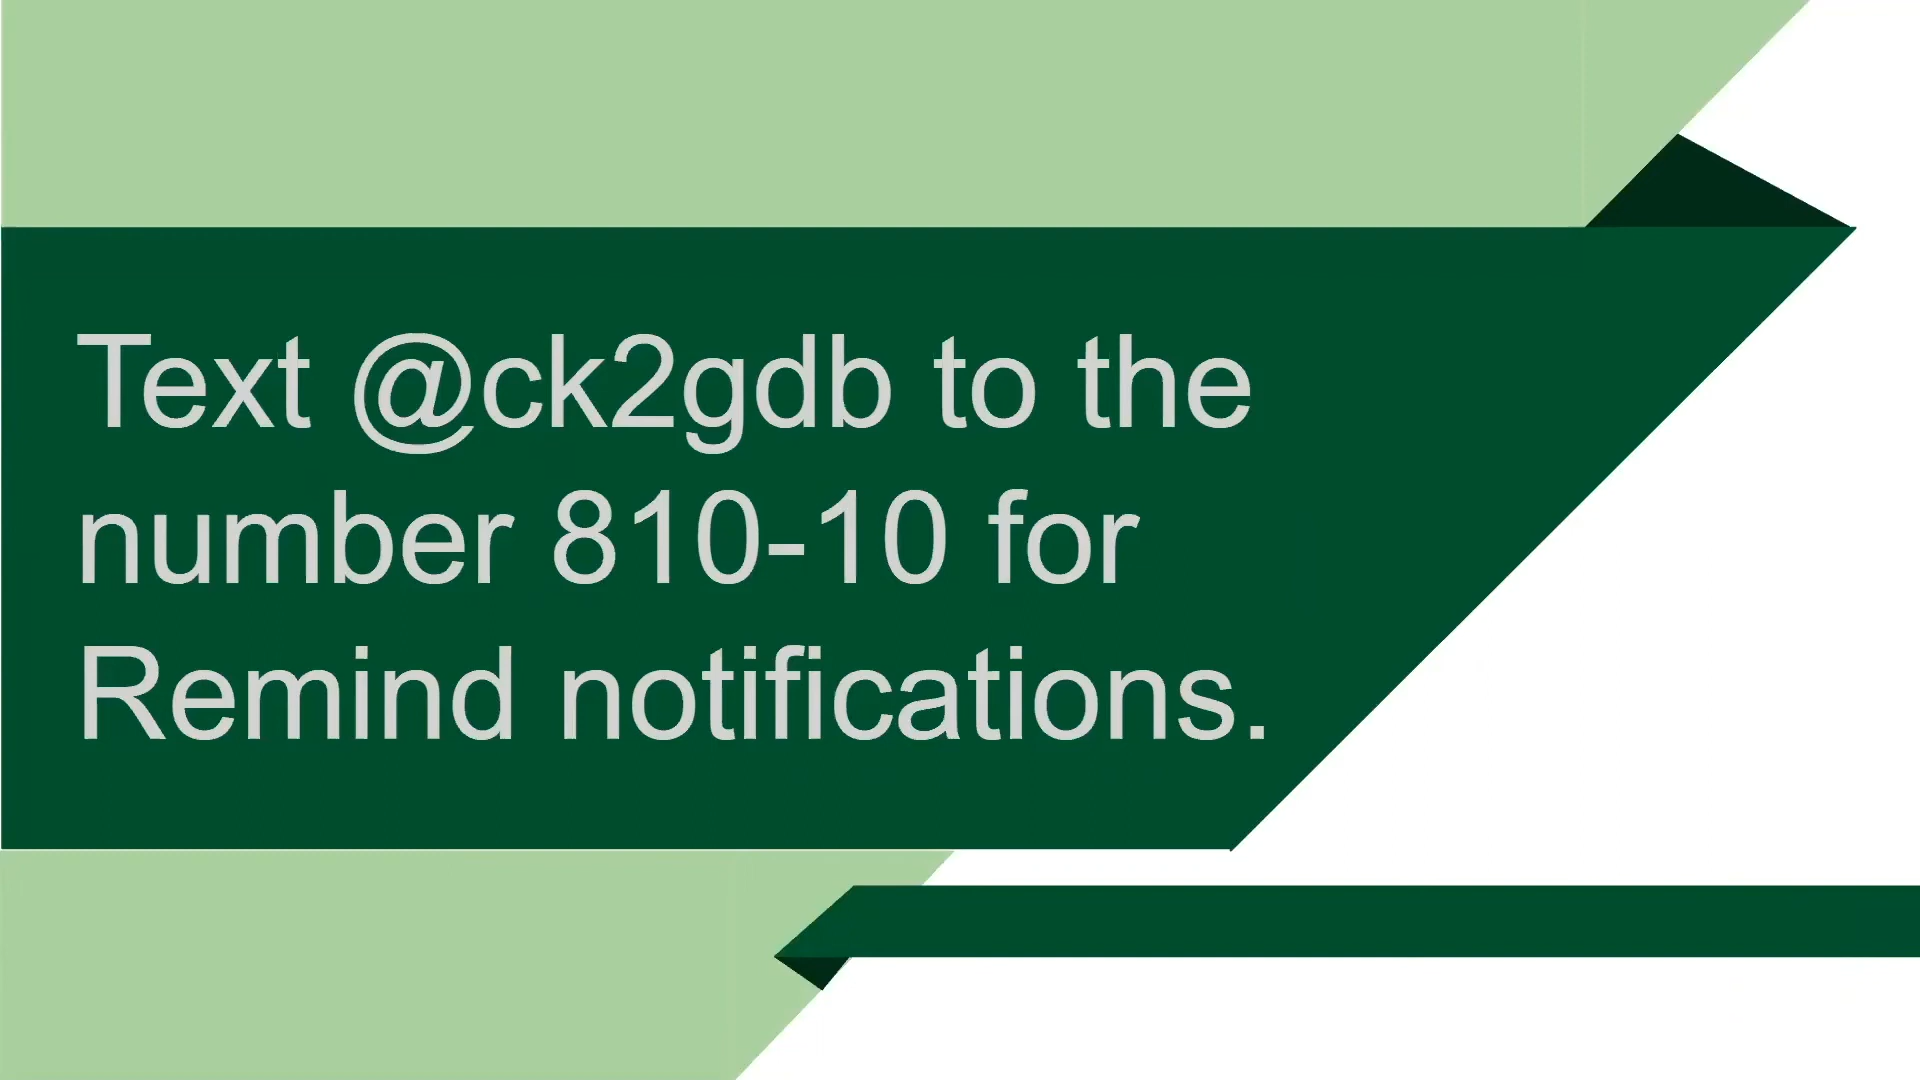 Text @ck2gdb to the
number 810-10 for
Remind notifications.